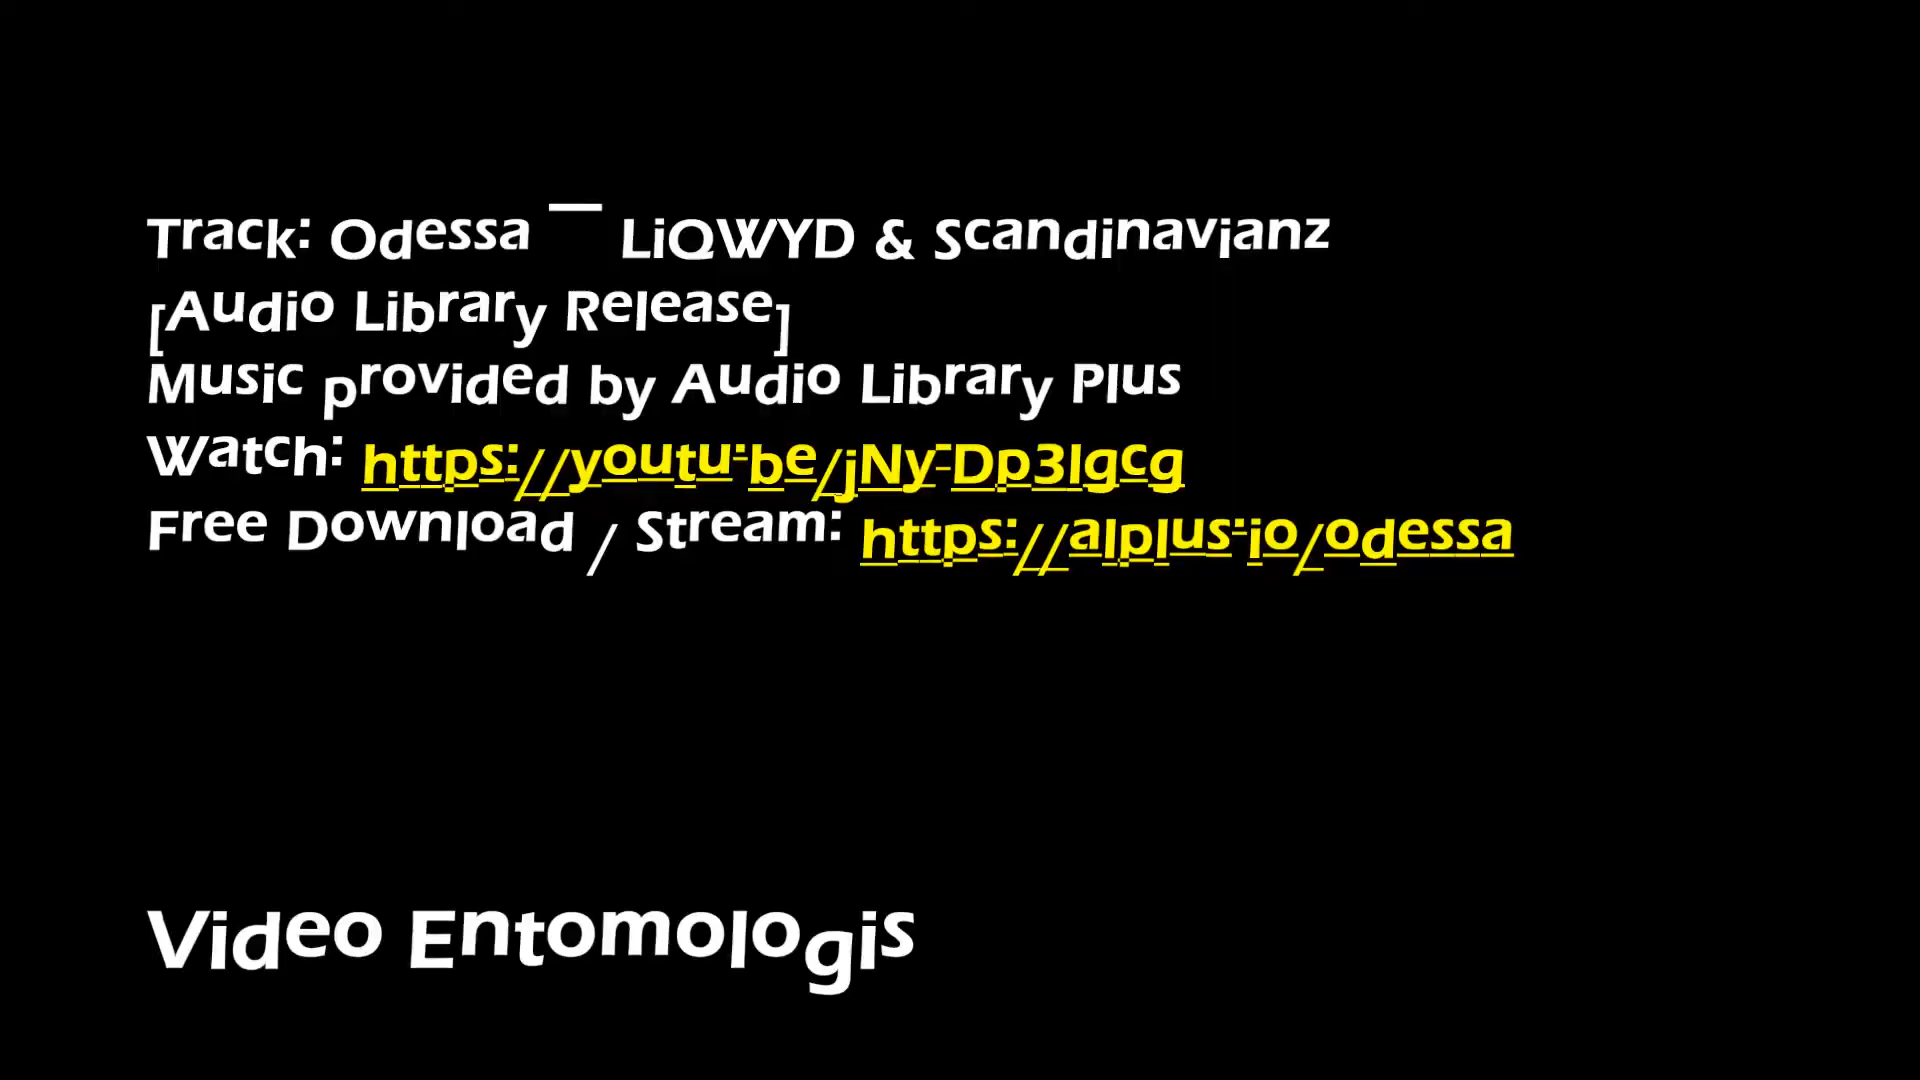 Track: Odessa — LiQWYD & Scandinavianz
[Audio Library Release]
Music provided by Audio Library Plus
Watch: https://youtu.be/jNy-Dp3lgcg
Free Download / Stream: https://alplus.io/odessa
Video Entomologis